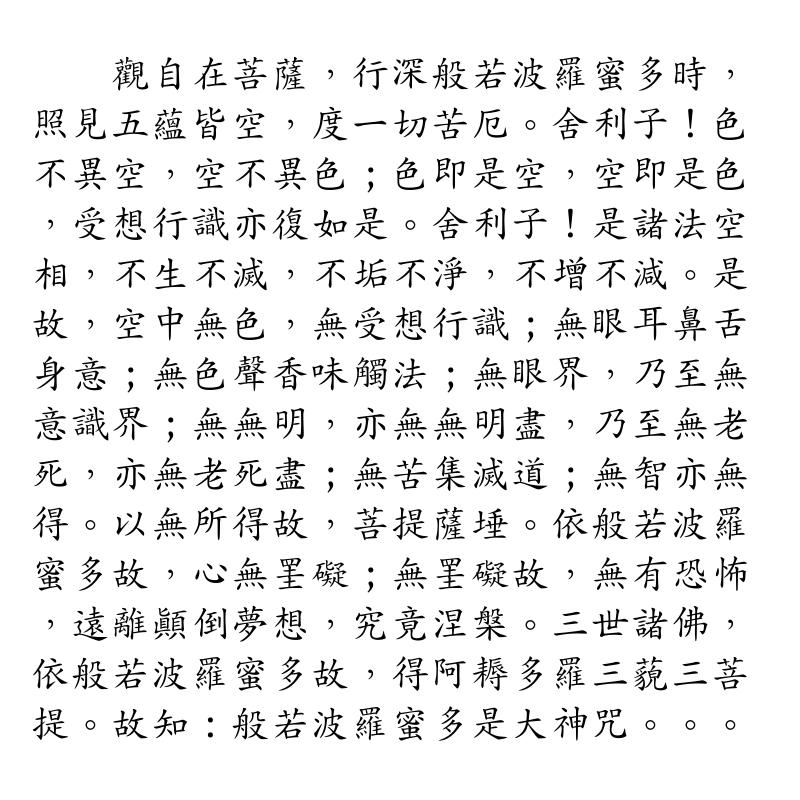 觀自在菩薩，行深般若波羅蜜多時，
照見五蘊皆空，度一切苦厄。舍利子！色
不異空，空不異色；色即是空，空即是色
，受想行識亦復如是。舍利子！是諸法空
相，不生不滅，不垢不淨，不增不減。是
故，空中無色，無受想行識；無眼耳鼻舌
身意；無色聲香味觸法；無眼界，乃至無
意識界；無無明，亦無無明盡，乃至無老
死，亦無老死盡；無苦集滅道；無智亦無
得。以無所得故，菩提薩埵。依般若波羅
蜜多故，心無罣礙；無罣礙故，無有恐怖
，遠離顚倒夢想，究竟涅槃。三世諸佛，
依般若波羅蜜多故，得阿耨多羅三藐三菩
提。故知：般若波羅蜜多是大神咒。。。